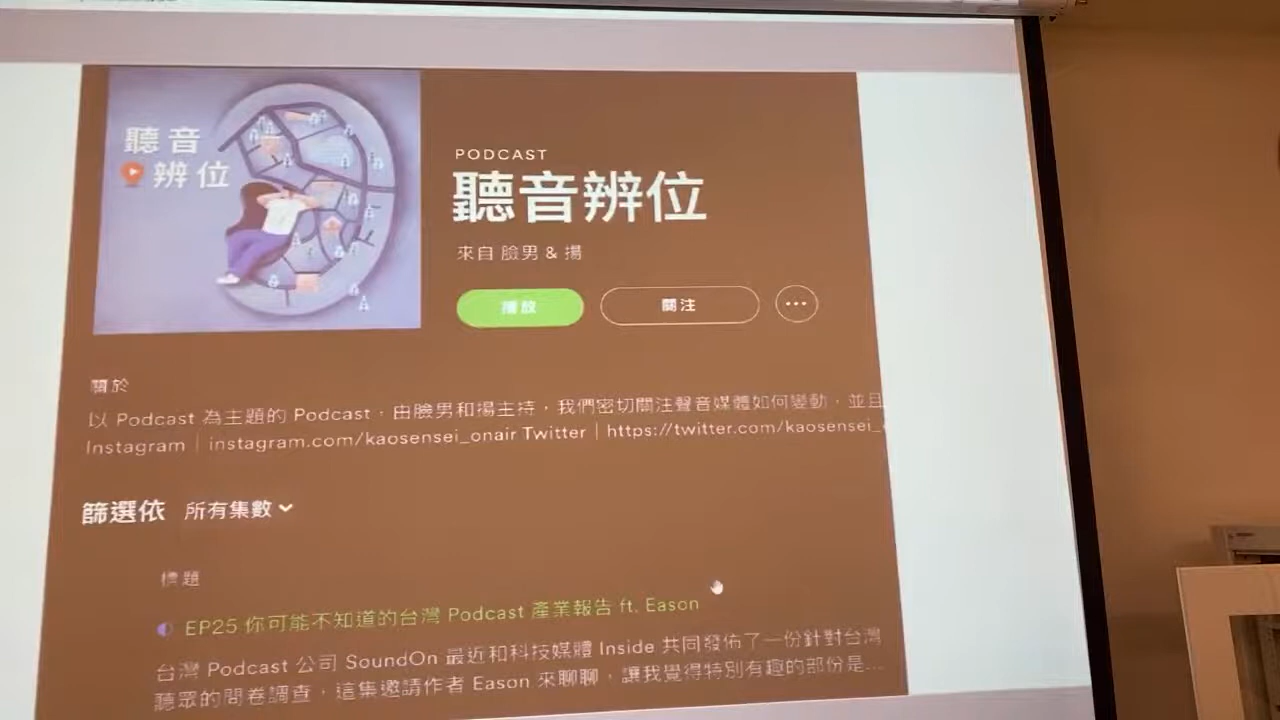 聽音
辨位
PODCAST
聽音辨位
來自 臉男 & 揚
播放
關注
關於
以 Podcast 為主題的 Podcast，由臉男和揚主持，我們密切關注聲音媒體如何變動，並且
Instagram｜instagram.com/kaosensei_onair Twitter｜https://twitter.com/kaosensei_
篩選依 所有集數
標題
EP25 你可能不知道的台灣 Podcast 產業報告 ft. Eason
台灣 Podcast 公司 SoundOn 最近和科技媒體 Inside 共同發佈了一份針對台灣
聽眾的問卷調查，這集邀請作者 Eason 來聊聊，讓我覺得特別有趣的部份是...